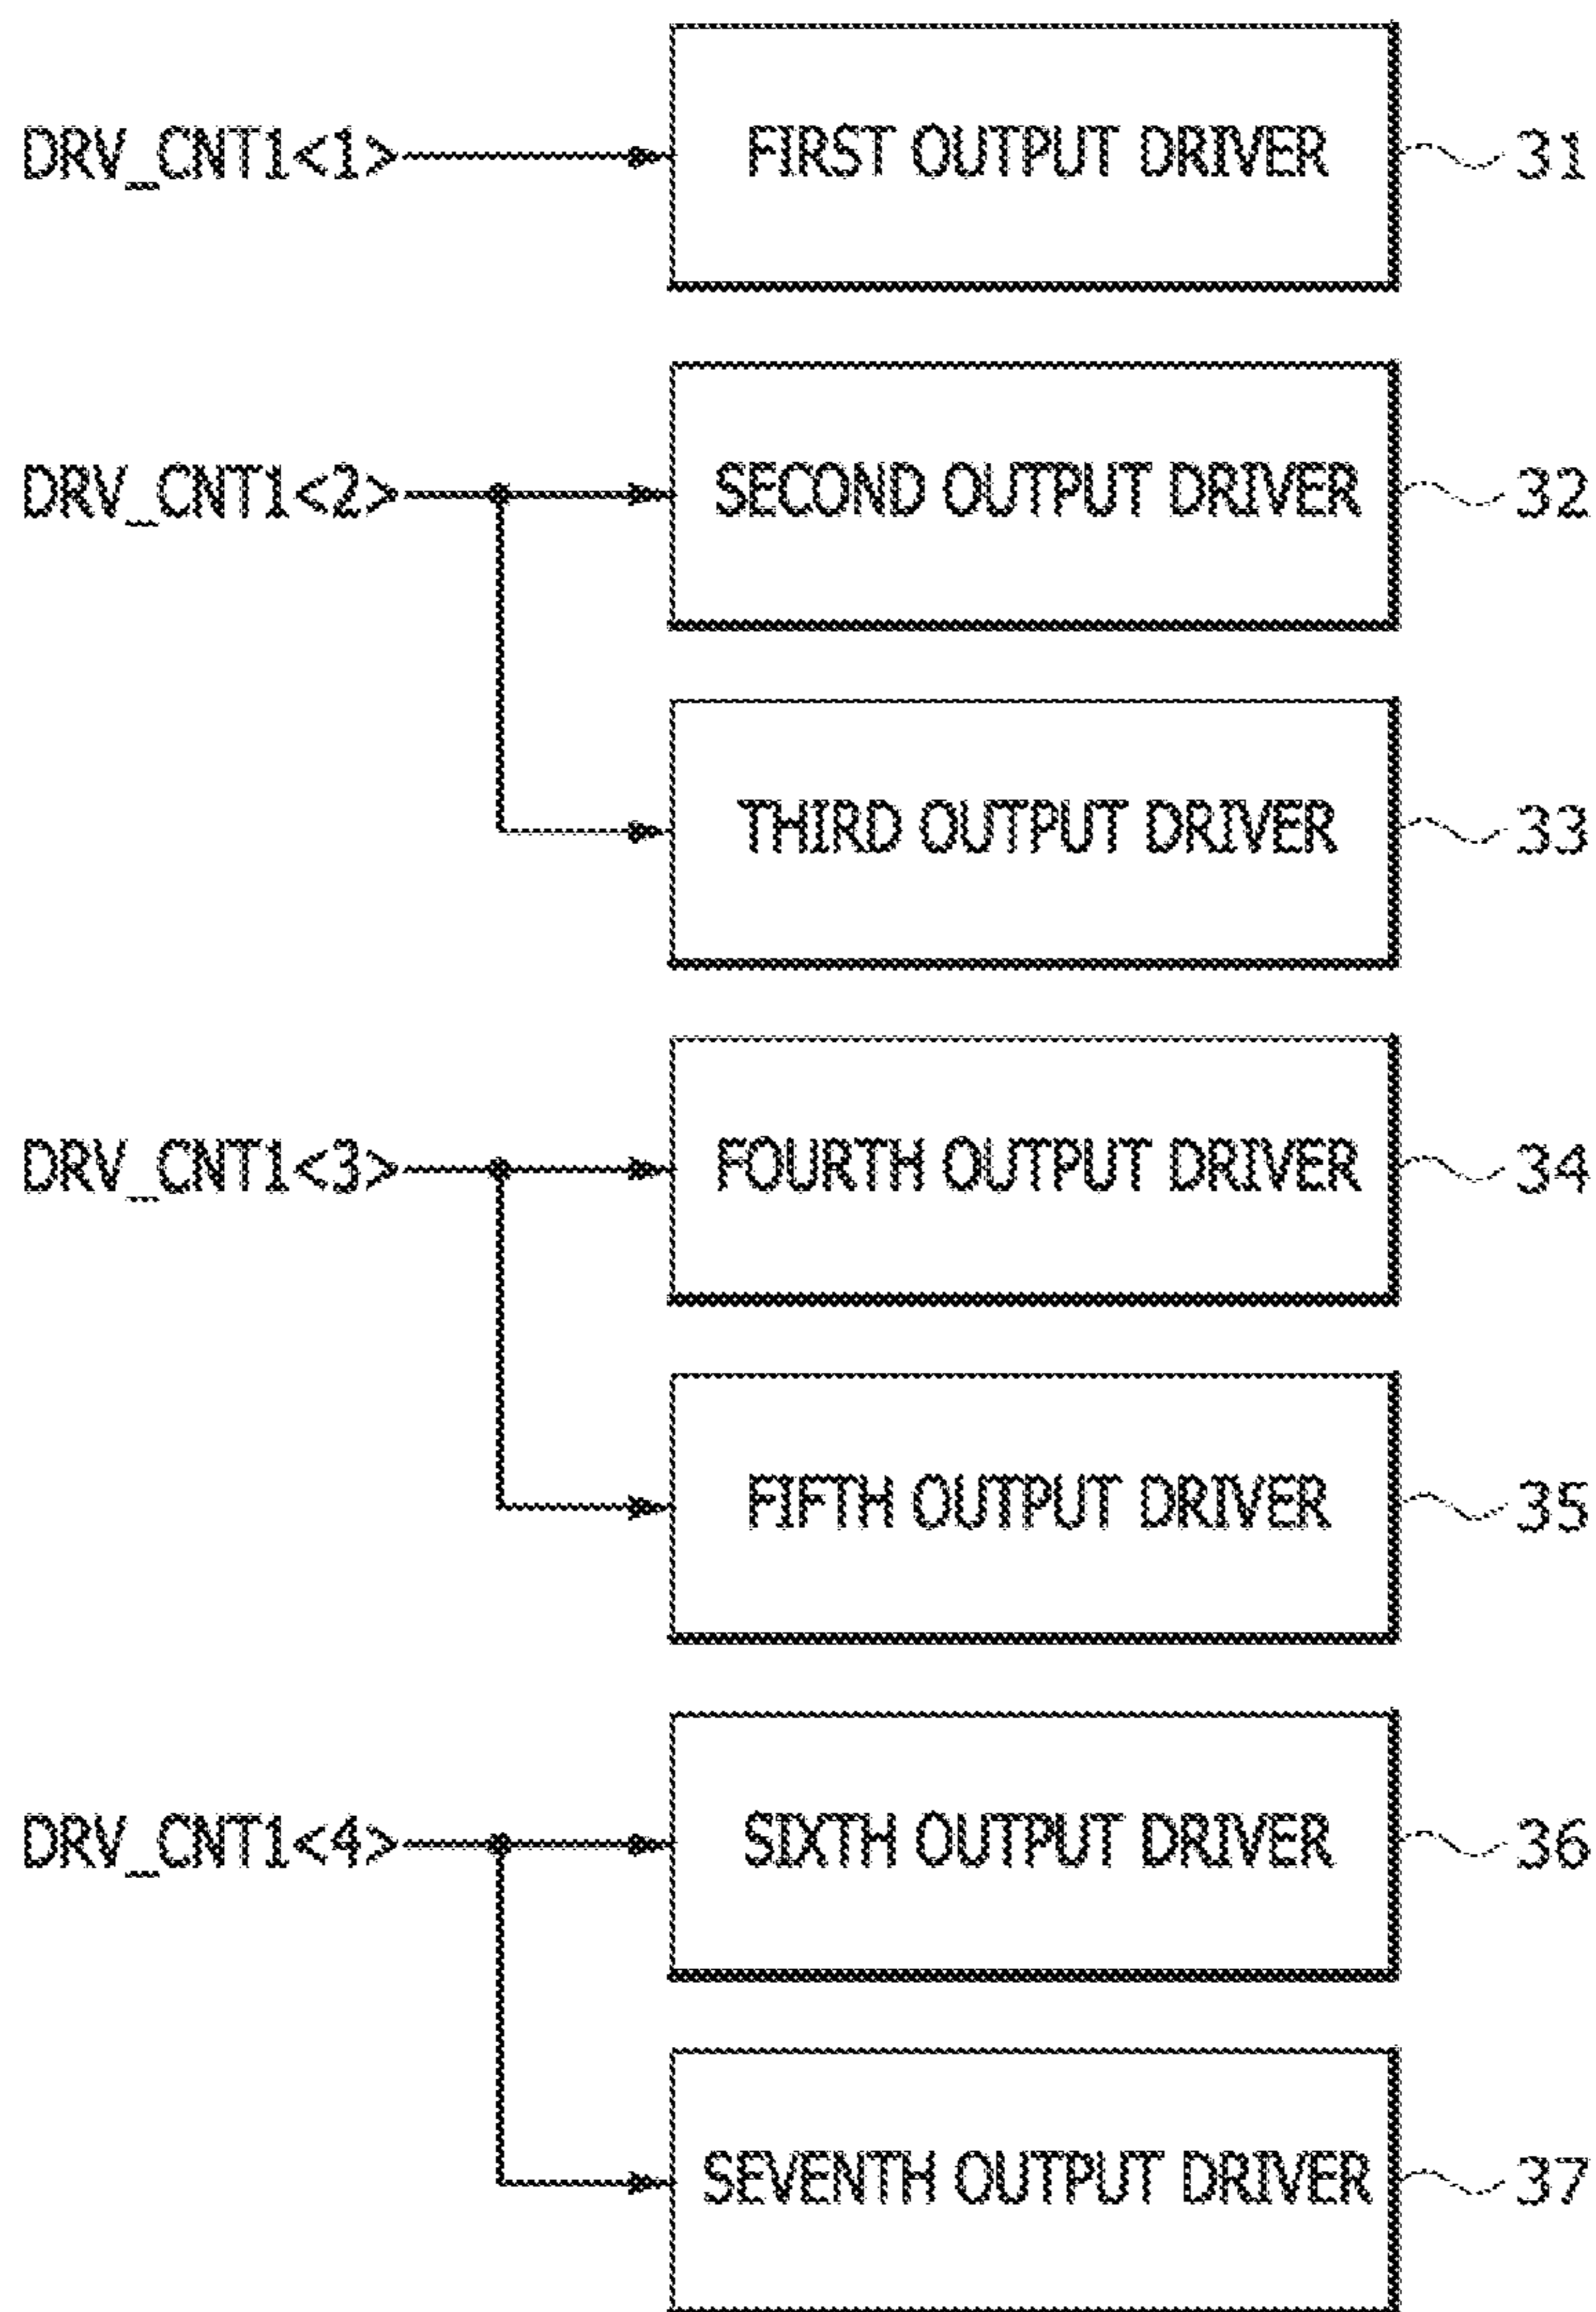 DRV_CNT1<1> FIRST OUTPUT DRIVER 31
DRV_CNT1<2> SECOND OUTPUT DRIVER 32
THIRD OUTPUT DRIVER 33
DRV_CNT1<3> FOURTH OUTPUT DRIVER 34
FIFTH OUTPUT DRIVER 35
DRV_CNT1<4> SIXTH OUTPUT DRIVER 36
SEVENTH OUTPUT DRIVER 37